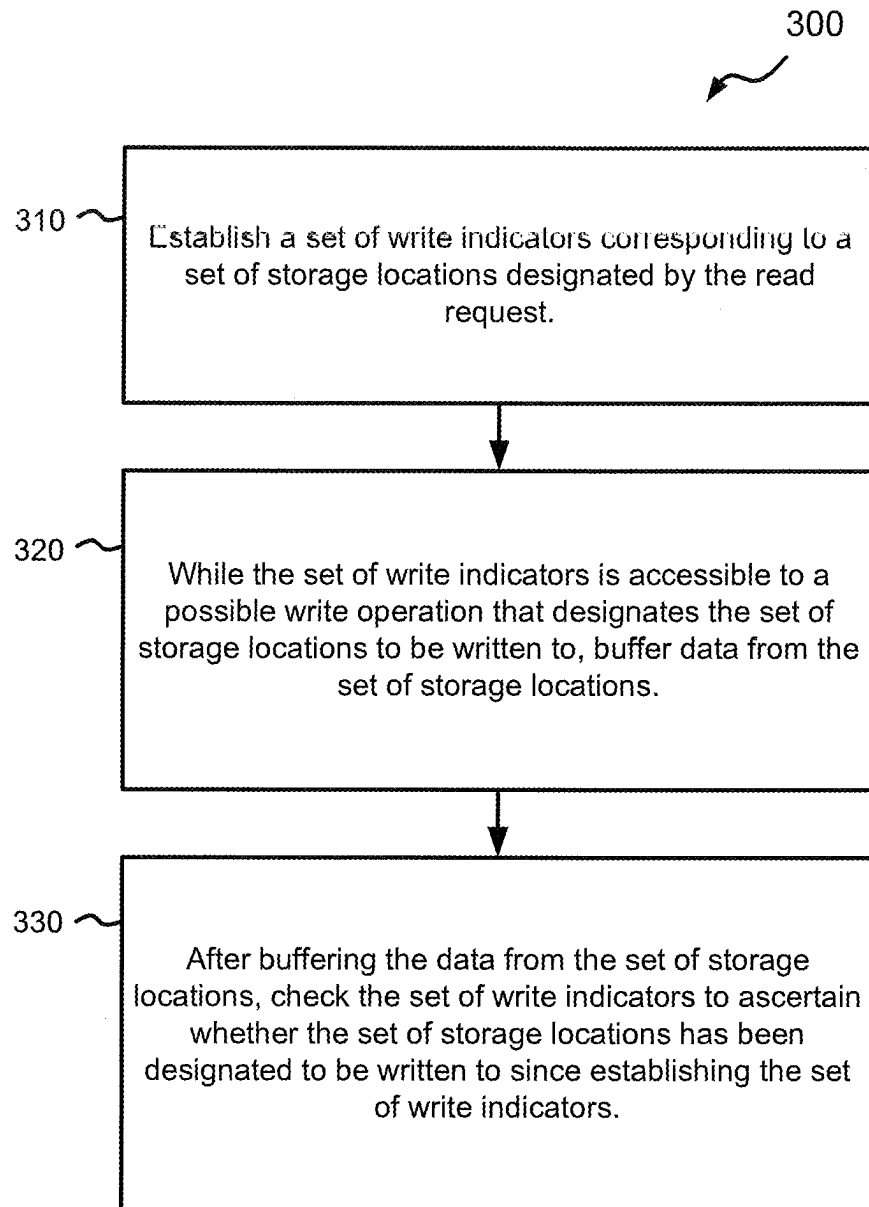 300
310
Establish a set of write indicators corresponding to a
set of storage locations designated by the read
request.
320
While the set of write indicators is accessible to a
possible write operation that designates the set of
storage locations to be written to, buffer data from the
set of storage locations.
330
After buffering the data from the set of storage
locations, check the set of write indicators to ascertain
whether the set of storage locations has been
designated to be written to since establishing the set
of write indicators.